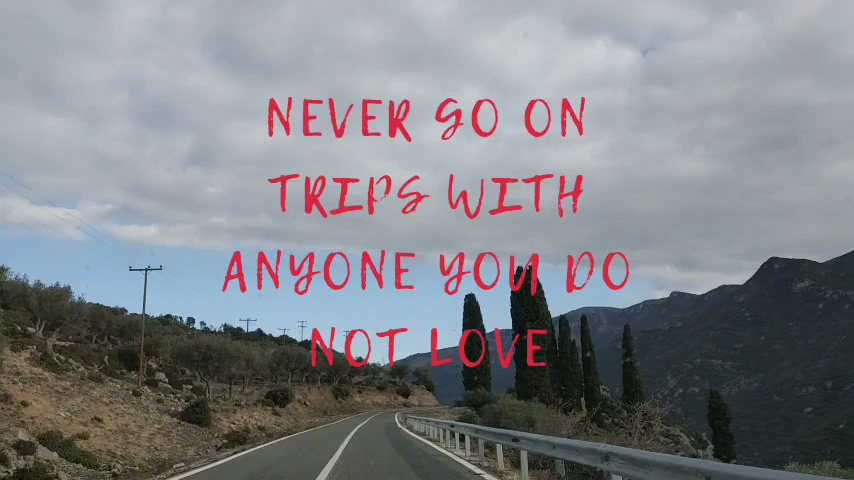 NEVER GO ON
TRIPS WITH
ANYONE YOU DO
NOT LOVE